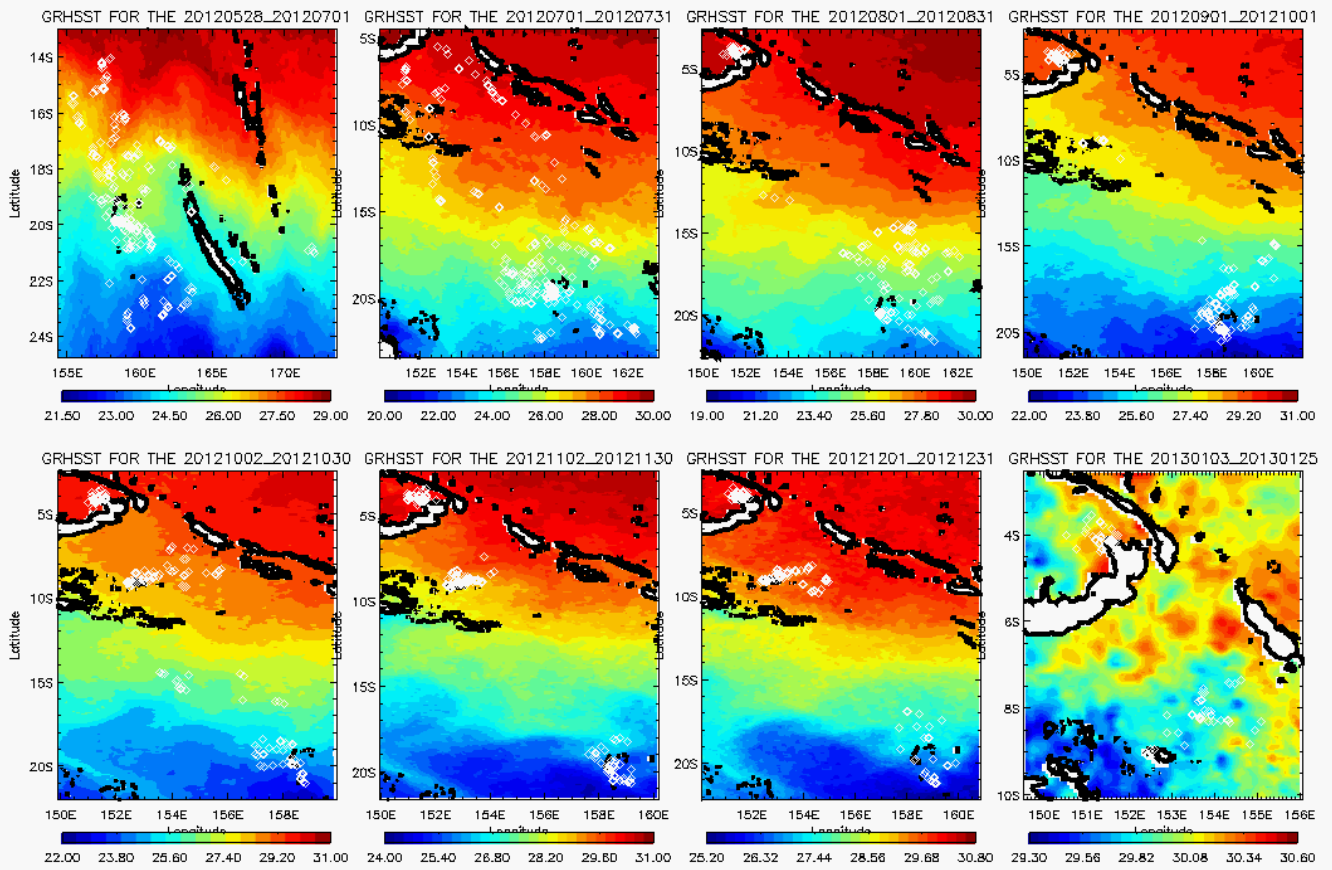 GRHSST FOR THE 20120528_20120701
14S
16S
18S
20S
22S
24S
Latitude
155E 160E 165E 170E
Longitude
21.50 23.00 24.50 26.00 27.50 29.00
GRHSST FOR THE 20120701_20120731
5S
10S
15S
20S
Latitude
152E 154E 156E 158E 160E 162E
Longitude
20.00 22.00 24.00 26.00 28.00 30.00
GRHSST FOR THE 20120801_20120831
5S
10S
15S
20S
150E 152E 154E 156E 158E 160E 162E
Longitude
19.00 21.20 23.40 25.60 27.80 30.00
GRHSST FOR THE 20120901_20121001
5S
10S
15S
20S
Latitude
150E 152E 154E 156E 158E 160E
Longitude
22.00 23.80 25.60 27.40 29.20 31.00
GRHSST FOR THE 20121002_20121030
5S
10S
15S
20S
Latitude
150E 152E 154E 156E 158E
22.00 23.80 25.60 27.40 29.20 31.00
GRHSST FOR THE 20121102_20121130
5S
10S
15S
20S
Latitude
150E 152E 154E 156E 158E 160E
24.00 25.40 26.80 28.20 29.60 31.00
GRHSST FOR THE 20121201_20121231
5S
10S
15S
20S
152E 154E 156E 158E 160E
25.20 26.32 27.44 28.56 29.68 30.80
GRHSST FOR THE 20130103_20130125
4S
6S
8S
10S
Latitude
150E 151E 152E 153E 154E 155E 156E
29.30 29.56 29.82 30.08 30.34 30.60